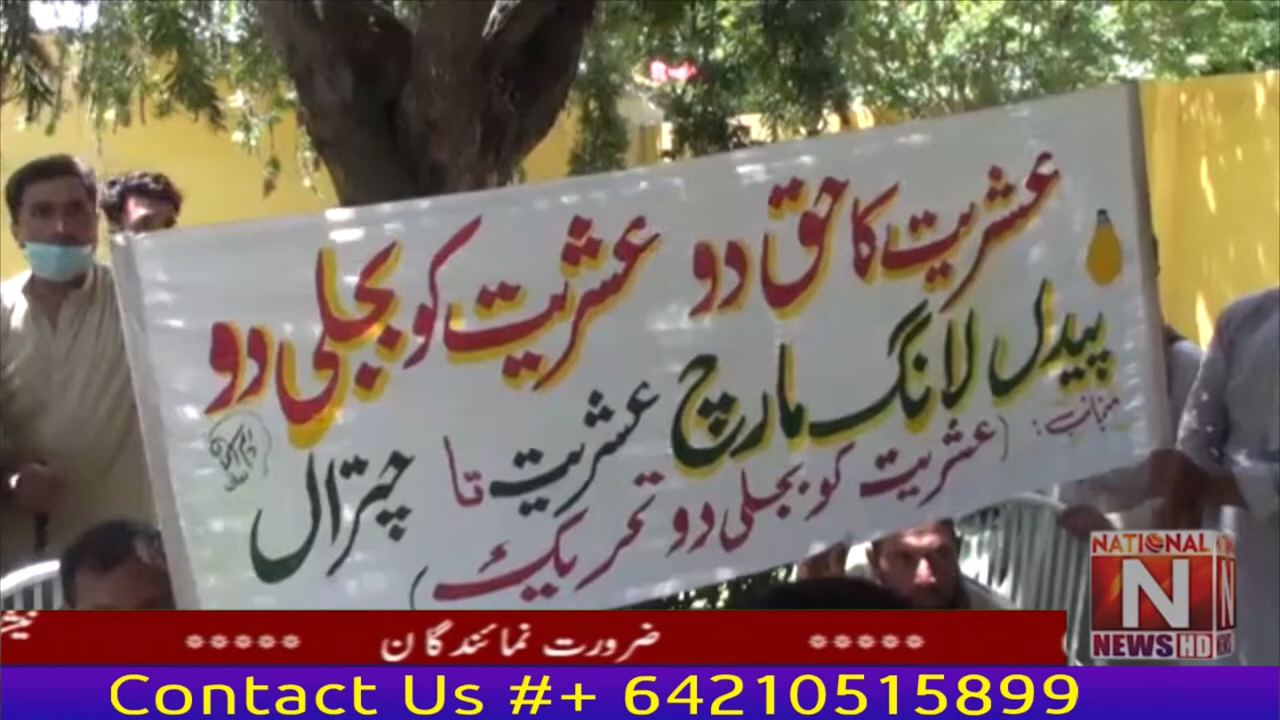 عشریت کا حق دو عشریت کو بجلی دو
پیدل لانگ مارچ عشریت تا چترال
منجانب: (عشریت کو بجلی دو تحریک)
NATIONAL
N
NEWS HD
***** ضرورت نمائندگان *****
Contact Us #+ 64210515899